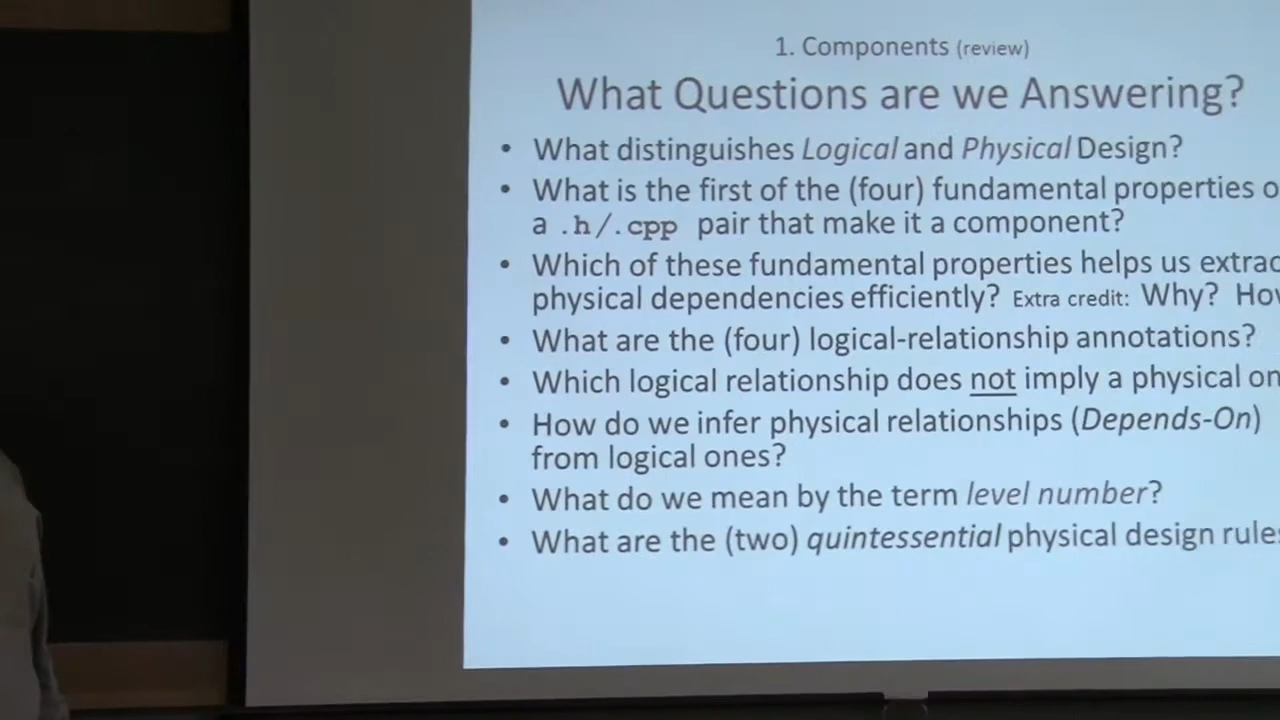 1. Components (review)
What Questions are we Answering?
• What distinguishes Logical and Physical Design?
• What is the first of the (four) fundamental properties
a .h/.cpp pair that make it a component?
• Which of these fundamental properties helps us
physical dependencies efficiently? Extra credit: Why?
• What are the (four) logical-relationship annotations?
• Which logical relationship does not imply a physical
• How do we infer physical relationships (Depends-On)
from logical ones?
• What do we mean by the term level number?
• What are the (two) quintessential physical design